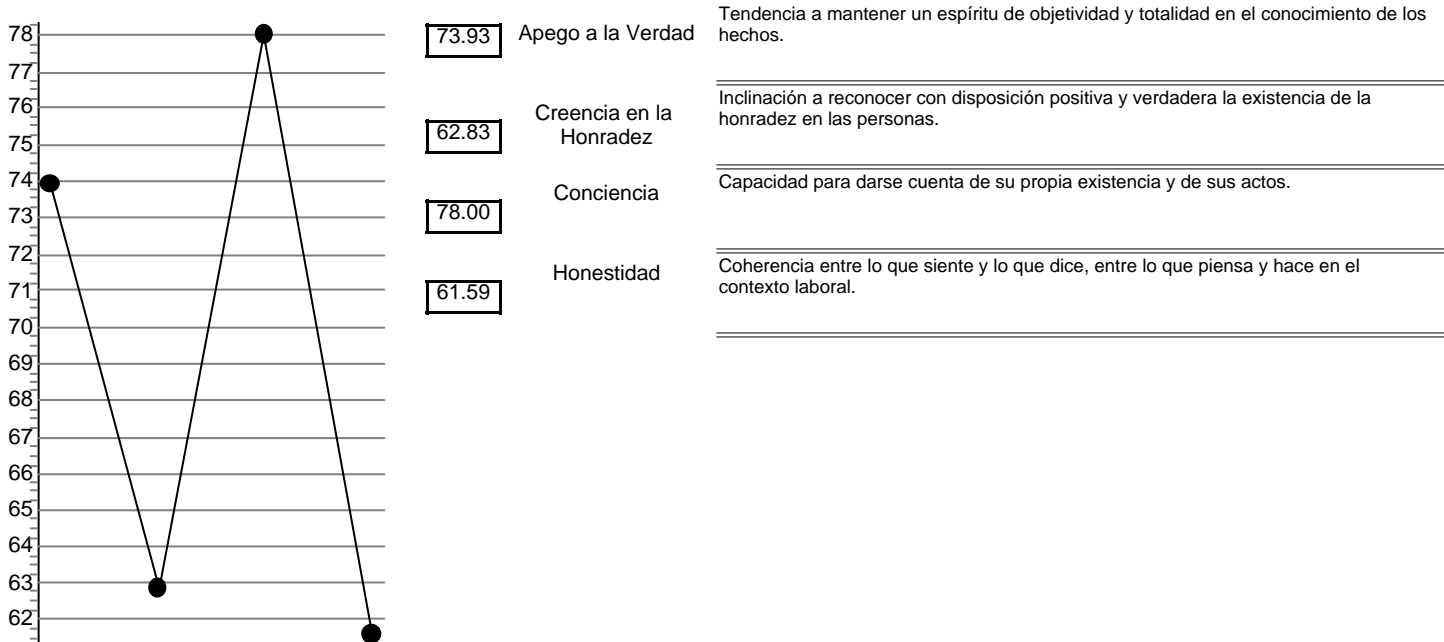 78
77
76
75
74
73
72
71
70
69
68
67
66
65
64
63
62
73.93
Apego a la Verdad
Tendencia a mantener un espíritu de objetividad y totalidad en el conocimiento de los
hechos.
62.83
Creencia en la
Honradez
Inclinación a reconocer con disposición positiva y verdadera la existencia de la
honradez en las personas.
78.00
Conciencia
Capacidad para darse cuenta de su propia existencia y de sus actos.
61.59
Honestidad
Coherencia entre lo que siente y lo que dice, entre lo que piensa y hace en el
contexto laboral.